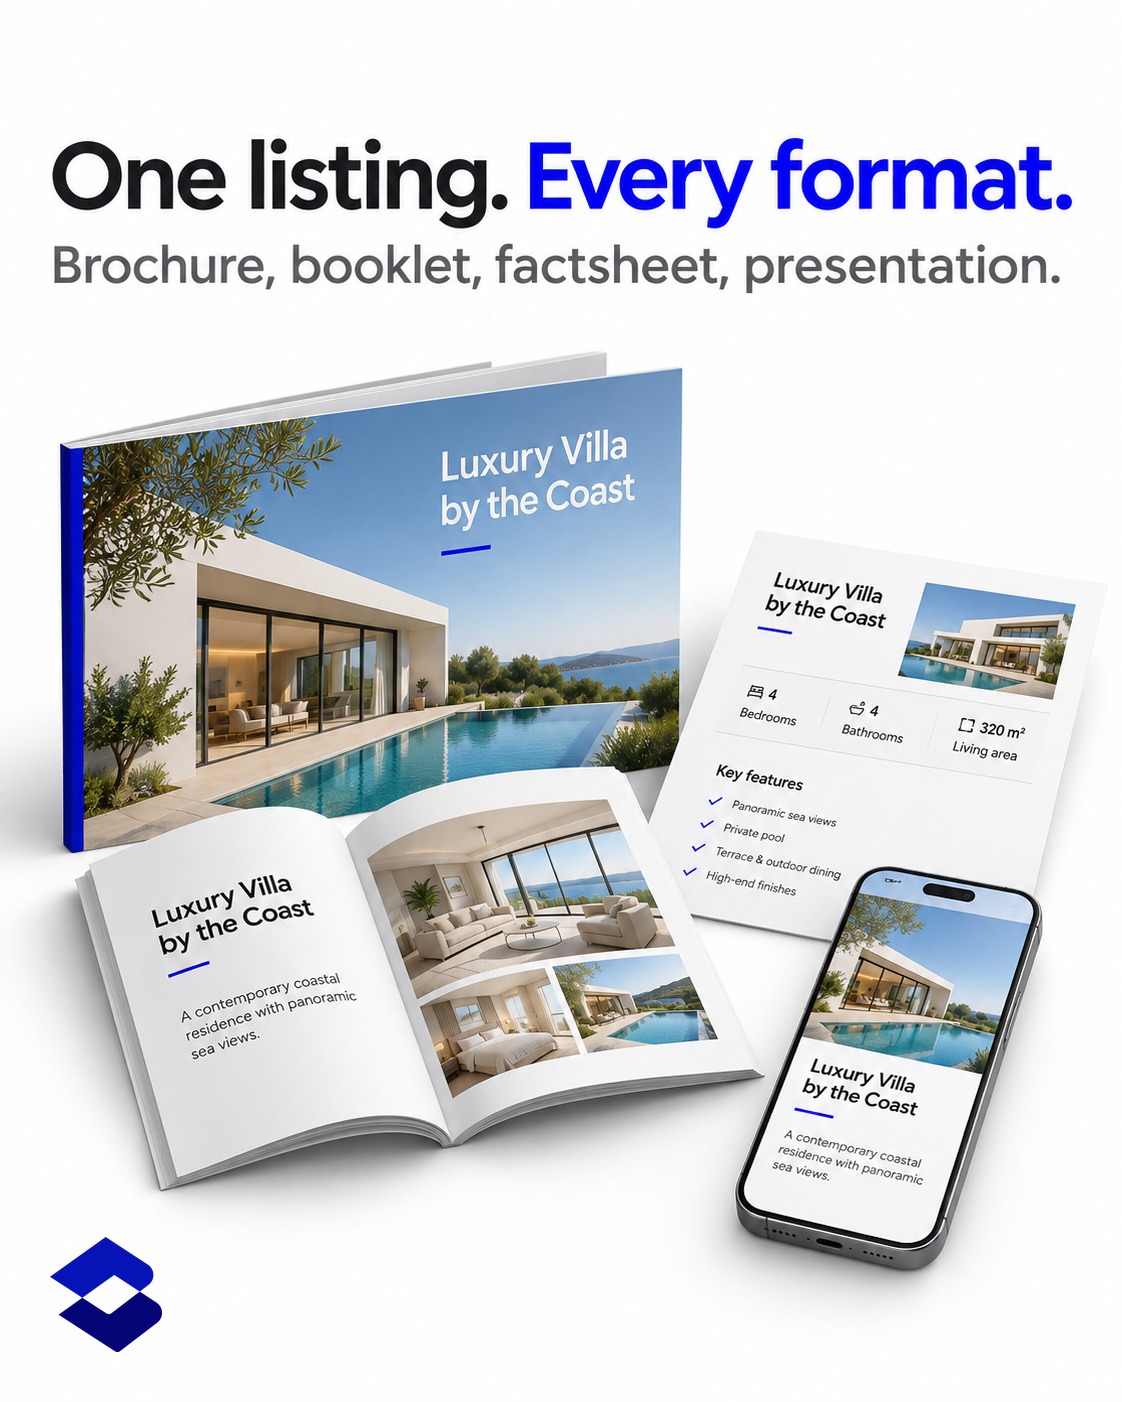 One listing. Every format.
Brochure, booklet, factsheet, presentation.
Luxury Villa
by the Coast
Luxury Villa
by the Coast
4
Bedrooms
4
Bathrooms
320 m²
Living area
Key features
Panoramic sea views
Private pool
Terrace & outdoor dining
High-end finishes
Luxury Villa
by the Coast
A contemporary coastal
residence with panoramic
sea views.
Luxury Villa
by the Coast
A contemporary coastal
residence with panoramic
sea views.